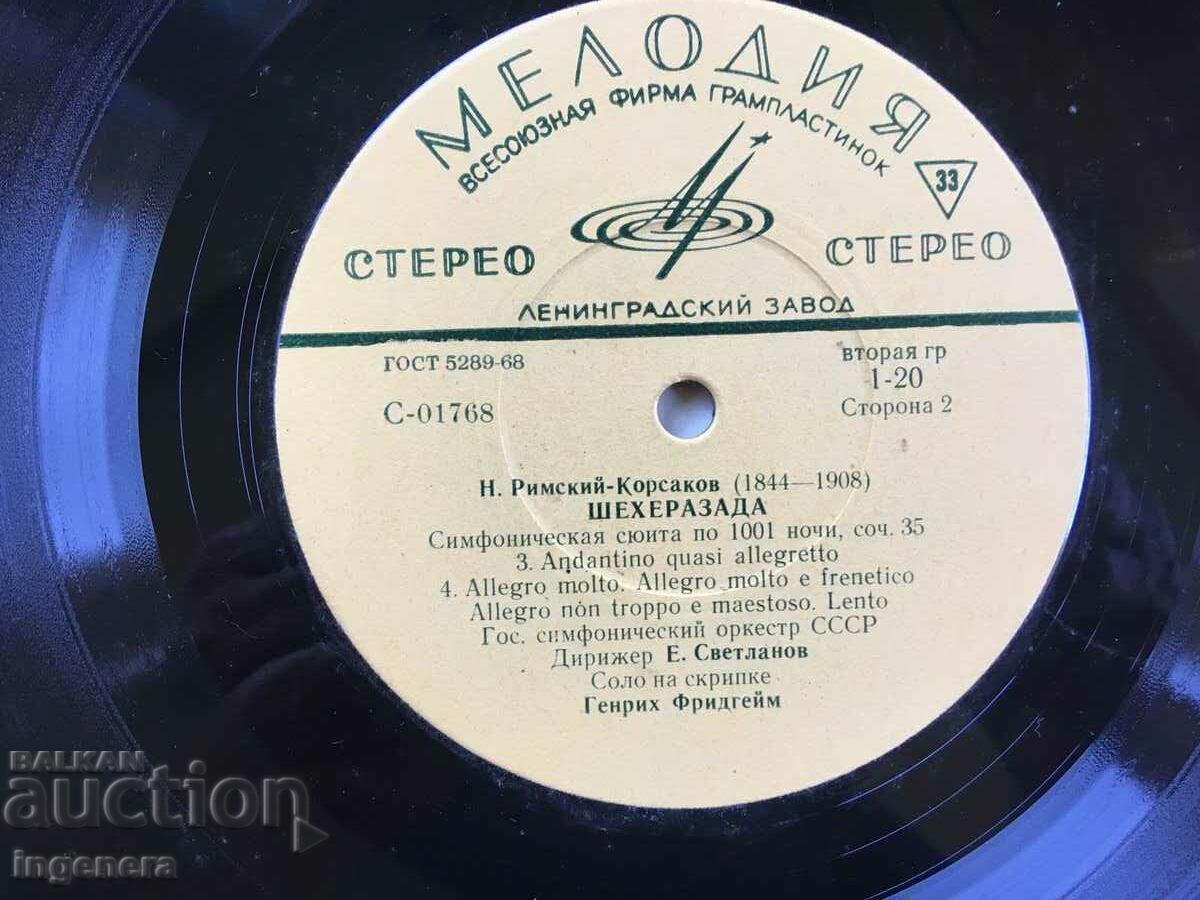 МЕЛОДИЯ
ВСЕСОЮЗНАЯ ФИРМА ГРАМПЛАСТИНОК
33
СТЕРЕО СТЕРЕО
ЛЕНИНГРАДСКИЙ ЗАВОД
ГОСТ 5289-68 вторая гр
1-20
С-01768 Сторона 2
Н. Римский-Корсаков (1844—1908)
ШЕХЕРАЗАДА
Симфоническая сюита по 1001 ночи, соч. 35
3. Andantino quasi allegretto
4. Allegro molto. Allegro molto e frenetico
Allegro non troppo e maestoso. Lento
Гос. симфонический оркестр СССР
Дирижер Е. Светланов
Соло на скрипке
Генрих Фридгейм
BALKAN
auction
ingenera